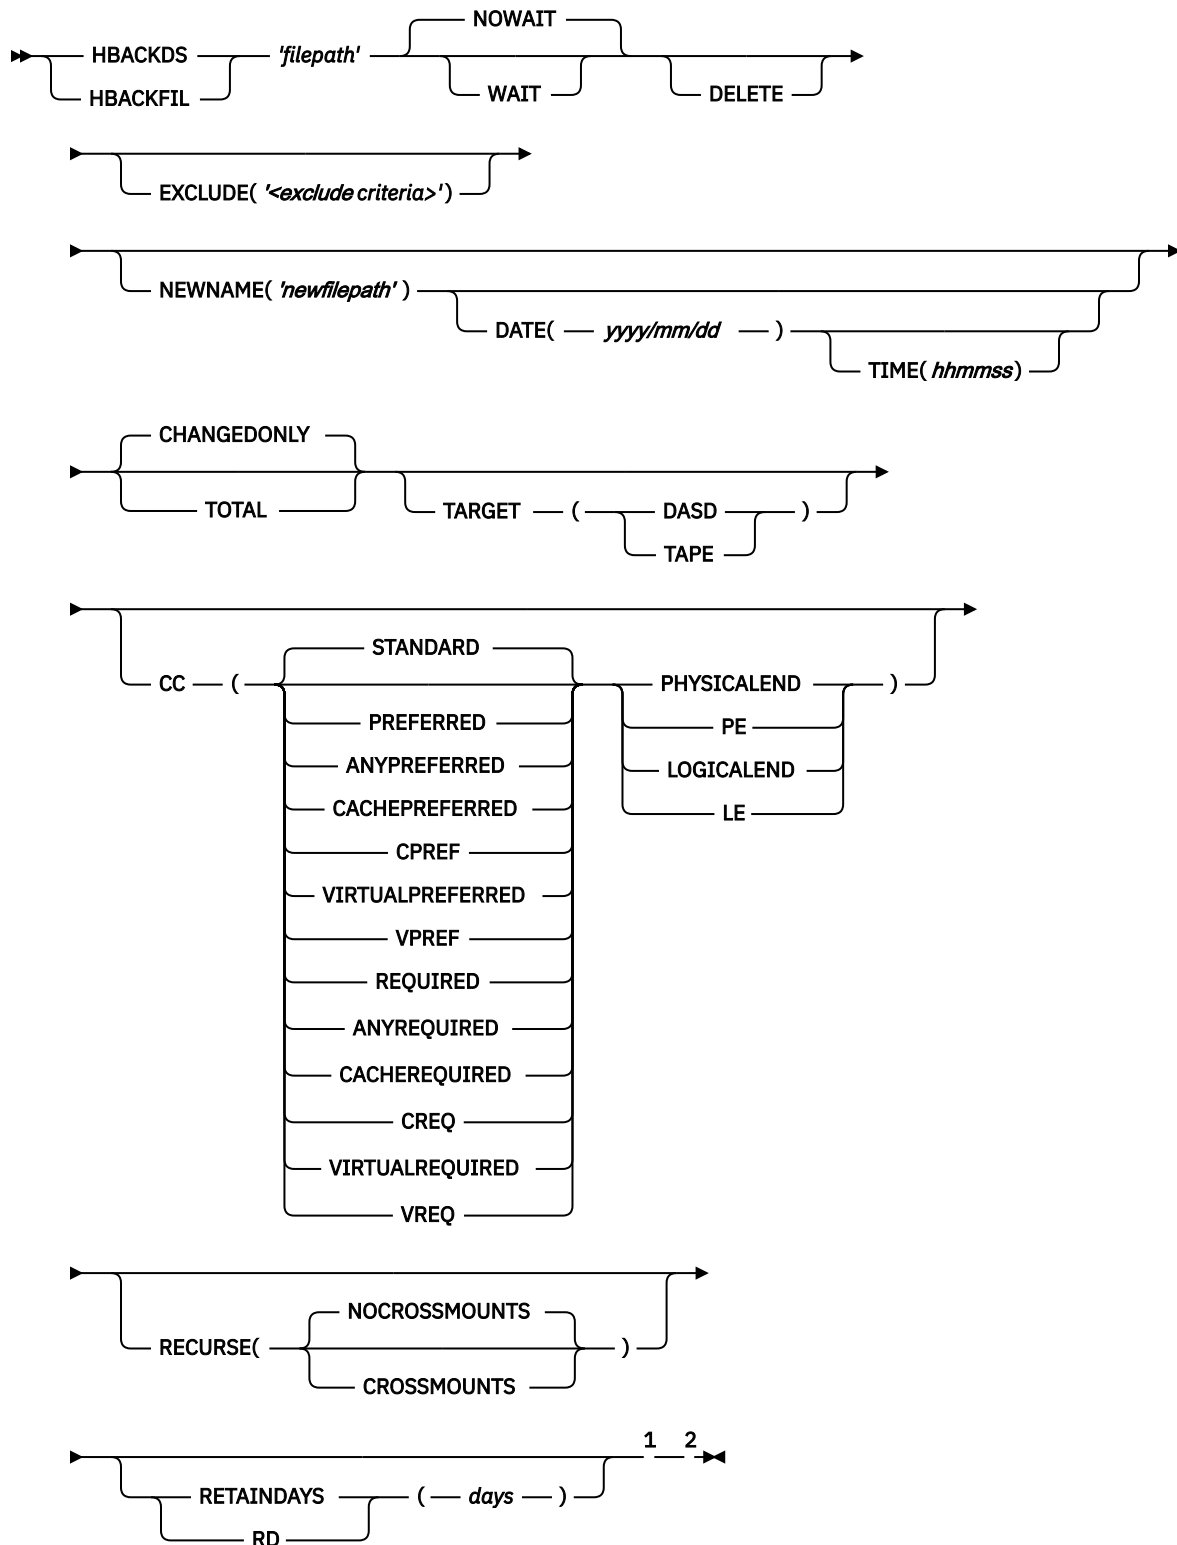 NOWAIT
HBACKDS 'filepath'
HBACKFIL WAIT DELETE
EXCLUDE( '<exclude criteria>')
NEWNAME( 'newfilepath' )
DATE( yyyy/mm/dd )
TIME( hhmmss)
CHANGEDONLY
TOTAL TARGET ( DASD )
TAPE
STANDARD
CC ( PHYSICALEND )
PREFERRED PE
ANYPREFERRED LOGICALEND
CACHEPREFERRED LE
CPREF
VIRTUALPREFERRED
VPREF
REQUIRED
ANYREQUIRED
CACHEREQUIRED
CREQ
VIRTUALREQUIRED
VREQ
NOCROSSMOUNTS
RECURSE( )
CROSSMOUNTS
1 2
RETAINDAYS ( days )
RD